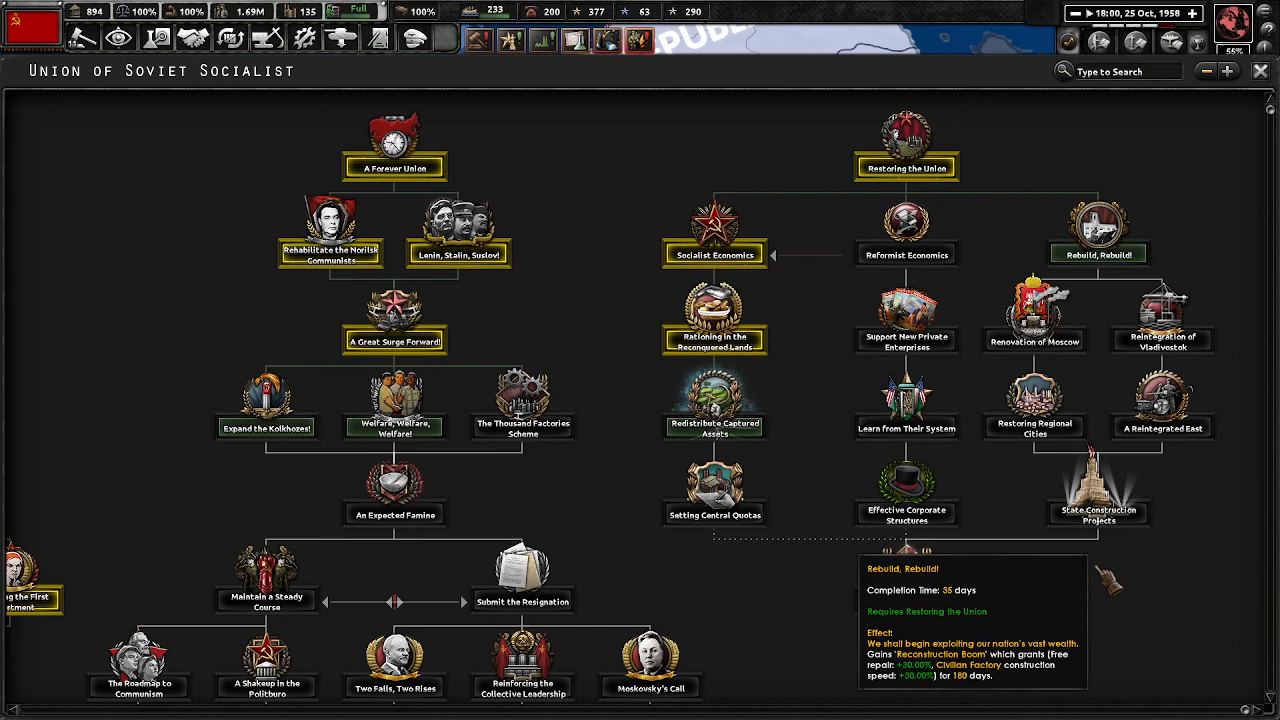 894
100%
100%
1.69M
135
Full
100%
233
200
377
63
290
18:00, 25 Oct, 1958
55%
11
PUBL
Union of Soviet Socialist
Type to Search
A Forever Union
Restoring the Union
Rehabilitate the Norilsk
Communists
Lenin, Stalin, Suslov!
Socialist Economics
Reformist Economics
Rebuild, Rebuild!
A Great Surge Forward!
Rationing in the
Reconquered Lands
Support New Private
Enterprises
Renovation of Moscow
Reintegration of
Vladivostok
Expand the Kolkhozes!
Welfare, Welfare,
Welfare!
The Thousand Factories
Scheme
Redistribute Captured
Assets
Learn from Their System
Restoring Regional
Cities
A Reintegrated East
An Expected Famine
Setting Central Quotas
Effective Corporate
Structures
State Construction
Projects
ng the First
rtment
Maintain a Steady
Course
Submit the Resignation
The Roadmap to
Communism
A Shakeup in the
Politburo
Two Falls, Two Rises
Reinforcing the
Collective Leadership
Moskovsky's Call
Rebuild, Rebuild!
Completion Time: 35 days
Requires Restoring the Union
Effect:
We shall begin exploiting our nation's vast wealth.
Gains 'Reconstruction Boom' which grants (free
repair: +30.00%, Civilian Factory construction
speed: +30.00%) for 180 days.